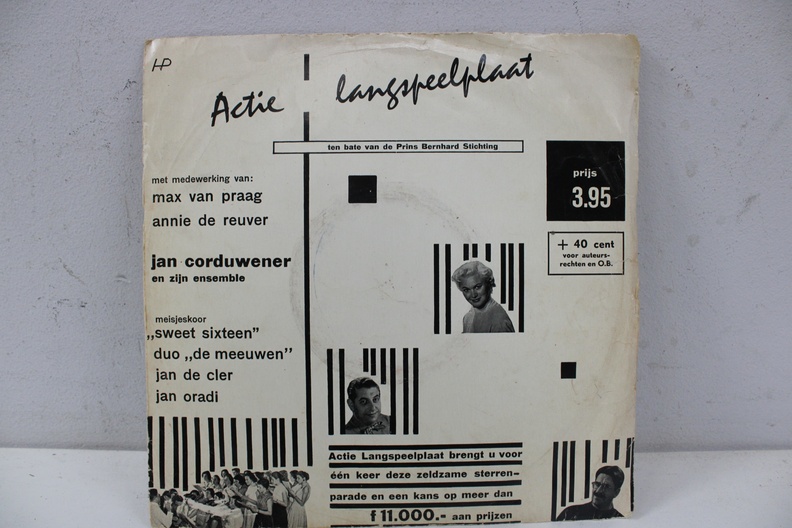 HP
Actie langspeelplaat
ten bate van de Prins Bernhard Stichting
met medewerking van:
max van praag
annie de reuver
jan corduwener
en zijn ensemble
meisjeskoor
„sweet sixteen”
duo „de meeuwen”
jan de cler
jan oradi
prijs
3.95
+ 40 cent
voor auteurs-
rechten en O.B.
Actie Langspeelplaat brengt u voor
één keer deze zeldzame sterren-
parade en een kans op meer dan
f 11.000.- aan prijzen